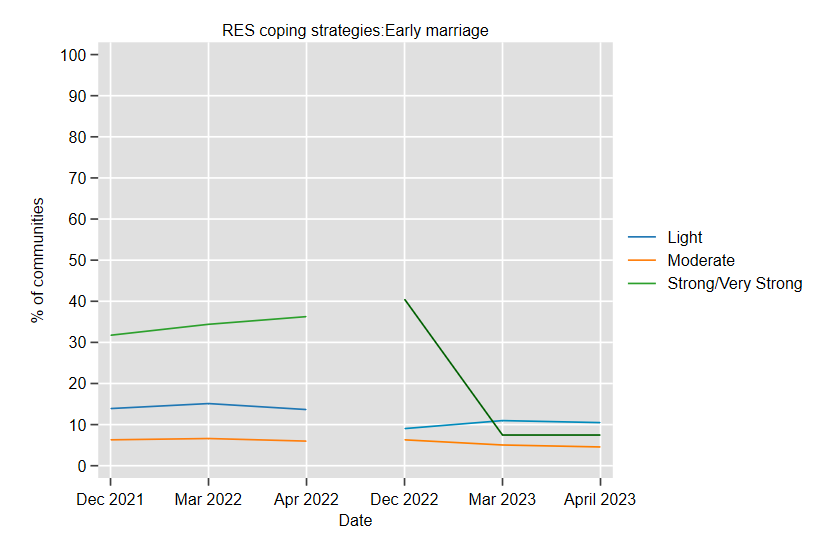 RES coping strategies:Early marriage
100
90
80
70
60
50
40
30
20
10
0
% of communities
Dec 2021 Mar 2022 Apr 2022 Dec 2022 Mar 2023 April 2023
Date
Light
Moderate
Strong/Very Strong